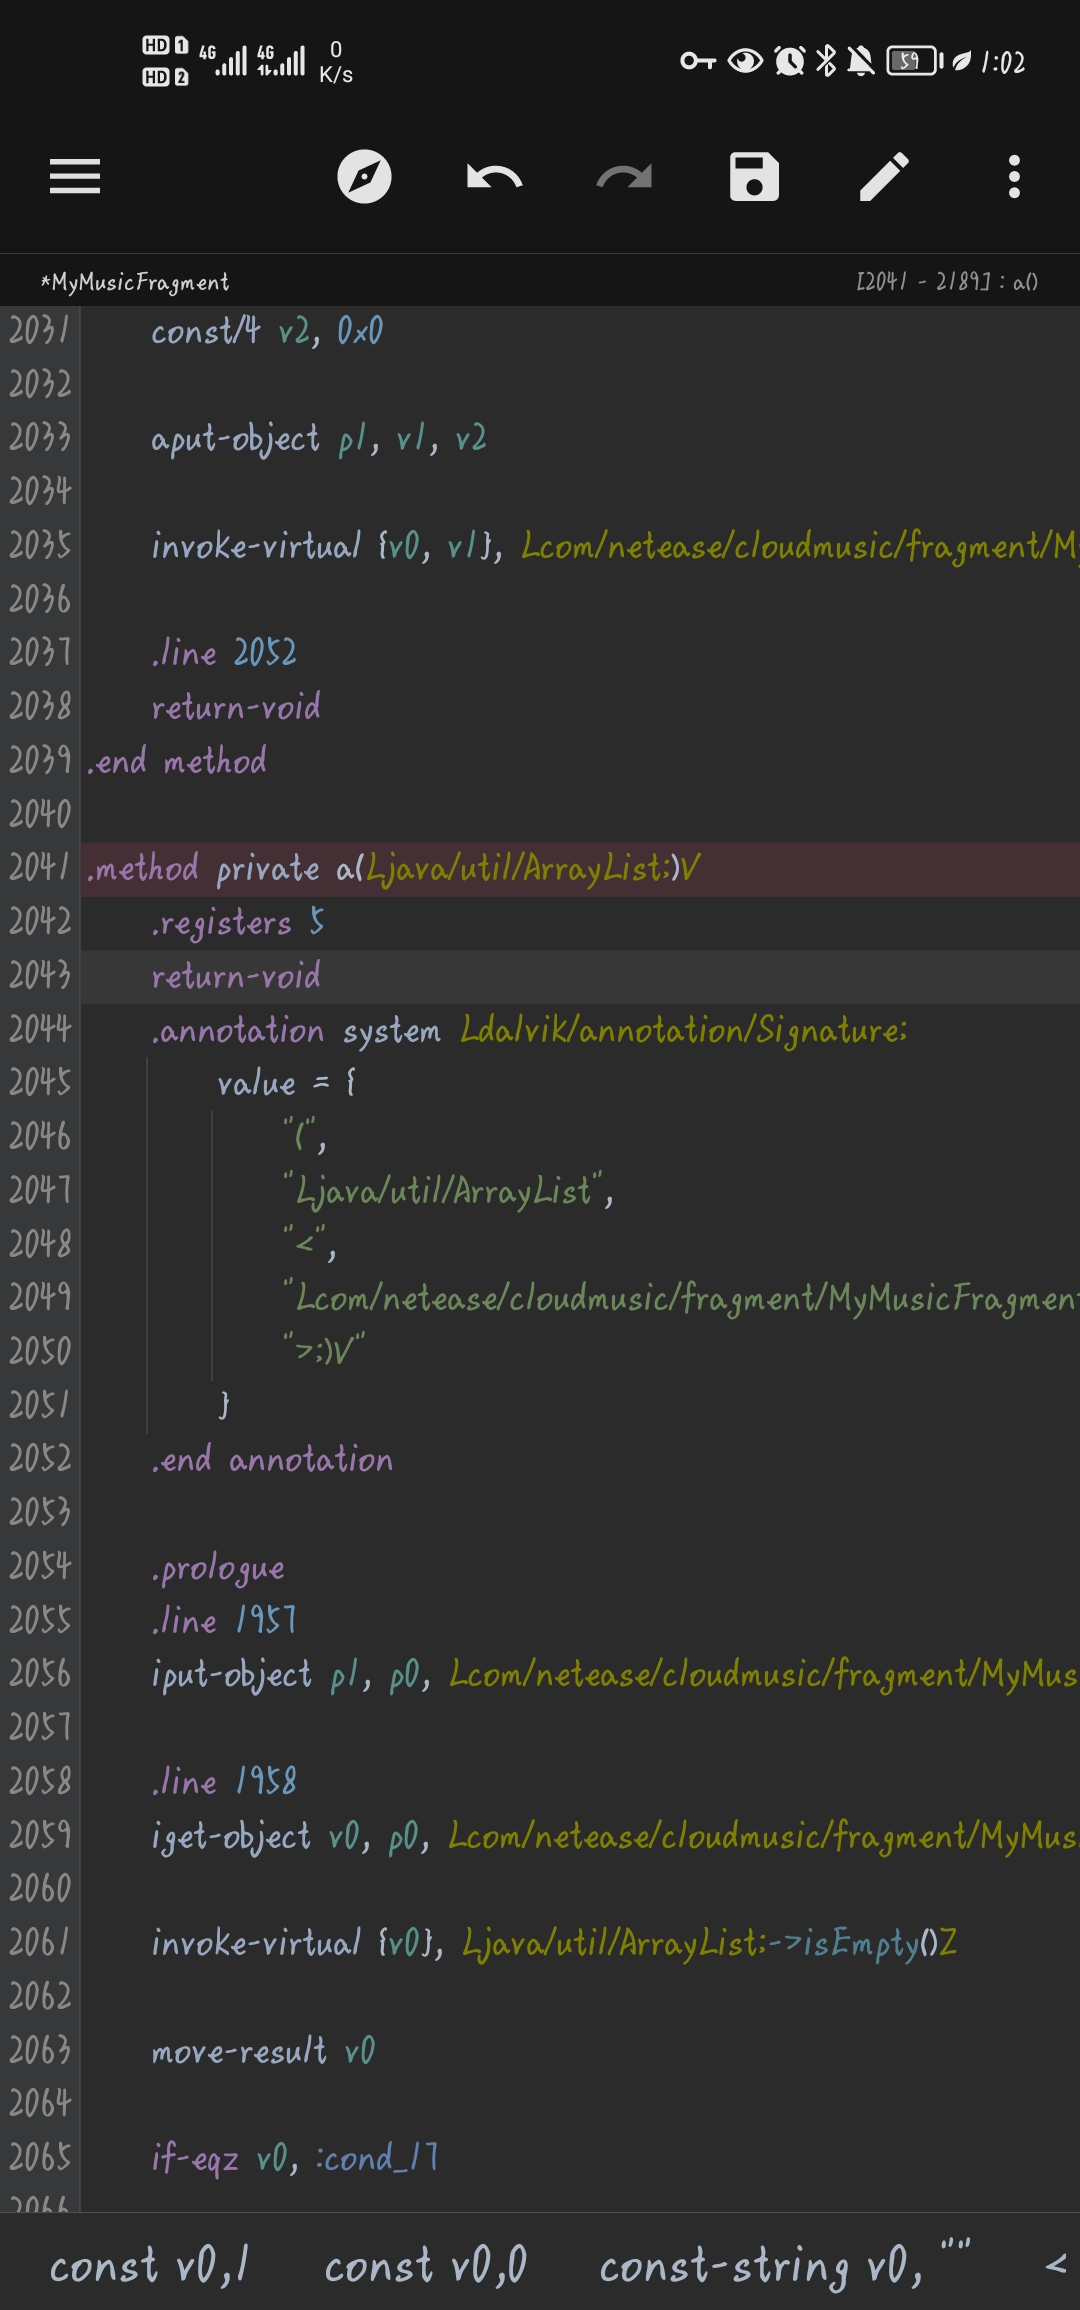 HD 1 4G 4G 0 59 1:02
HD 2 K/s
*MyMusicFragment [2041 - 2189] : a()
2031 const/4 v2, 0x0
2032
2033 aput-object p1, v1, v2
2034
2035 invoke-virtual {v0, v1}, Lcom/netease/cloudmusic/fragment/My
2036
2037 .line 2052
2038 return-void
2039 .end method
2040
2041 .method private a(Ljava/util/ArrayList;)V
2042 .registers 5
2043 return-void
2044 .annotation system Ldalvik/annotation/Signature;
2045 value = {
2046 "(",
2047 "Ljava/util/ArrayList",
2048 "<",
2049 "Lcom/netease/cloudmusic/fragment/MyMusicFragment
2050 ">;)V"
2051 }
2052 .end annotation
2053
2054 .prologue
2055 .line 1957
2056 iput-object p1, p0, Lcom/netease/cloudmusic/fragment/MyMus
2057
2058 .line 1958
2059 iget-object v0, p0, Lcom/netease/cloudmusic/fragment/MyMus
2060
2061 invoke-virtual {v0}, Ljava/util/ArrayList;->isEmpty()Z
2062
2063 move-result v0
2064
2065 if-eqz v0, :cond_17
2066
const v0,1 const v0,0 const-string v0, "" <